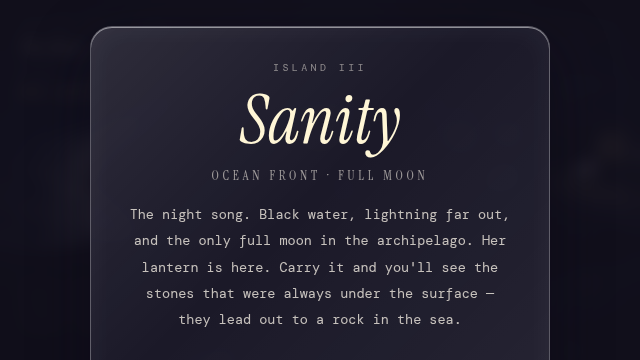 ISLAND III
Sanity
OCEAN FRONT · FULL MOON
The night song. Black water, lightning far out,
and the only full moon in the archipelago. Her
lantern is here. Carry it and you'll see the
stones that were always under the surface —
they lead out to a rock in the sea.